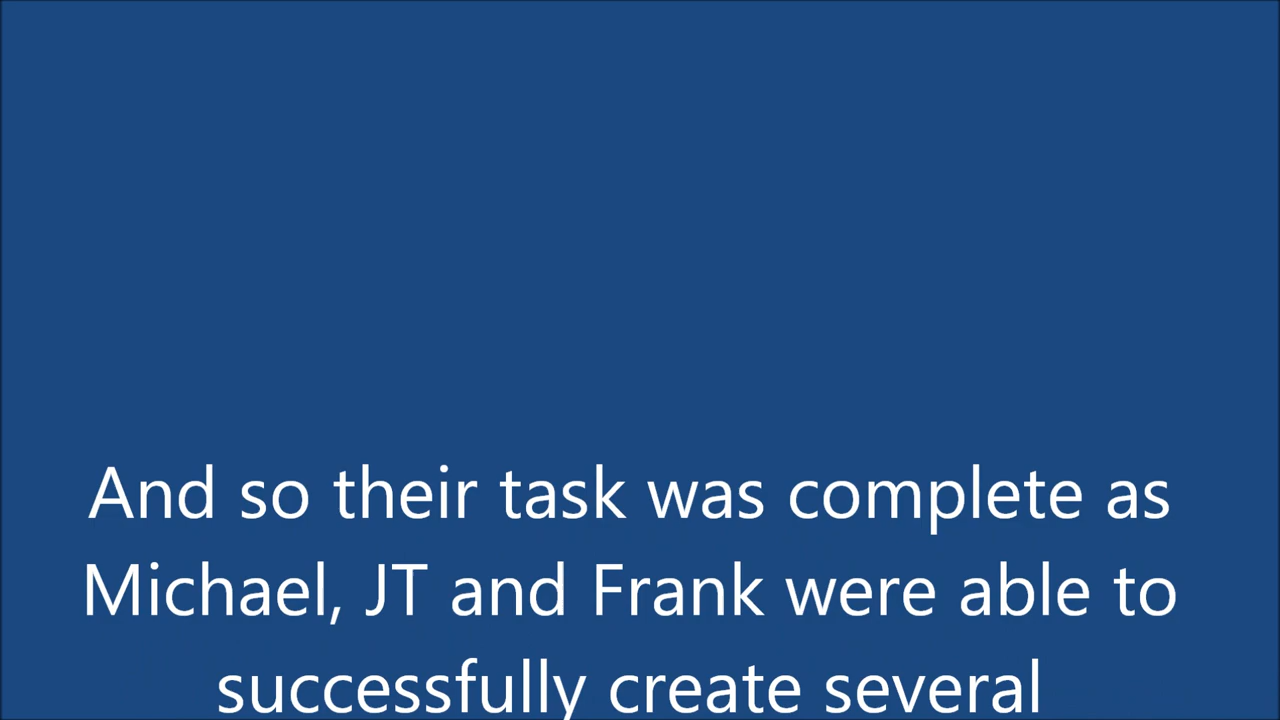 And so their task was complete as
Michael, JT and Frank were able to
successfully create several